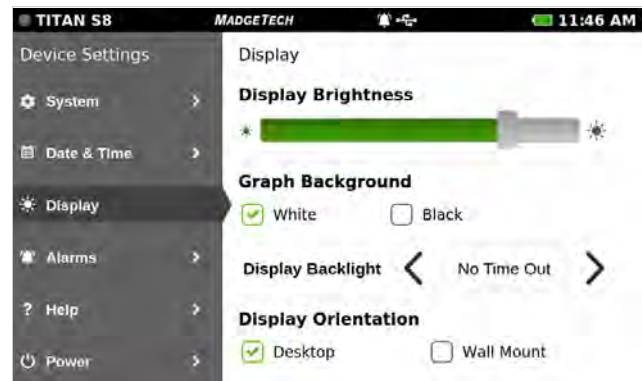 TITAN S8 MADGETECH 11:46 AM
Device Settings
System
Date & Time
Display
Alarms
? Help
Power
Display
Display Brightness
Graph Background
White Black
Display Backlight No Time Out
Display Orientation
Desktop Wall Mount